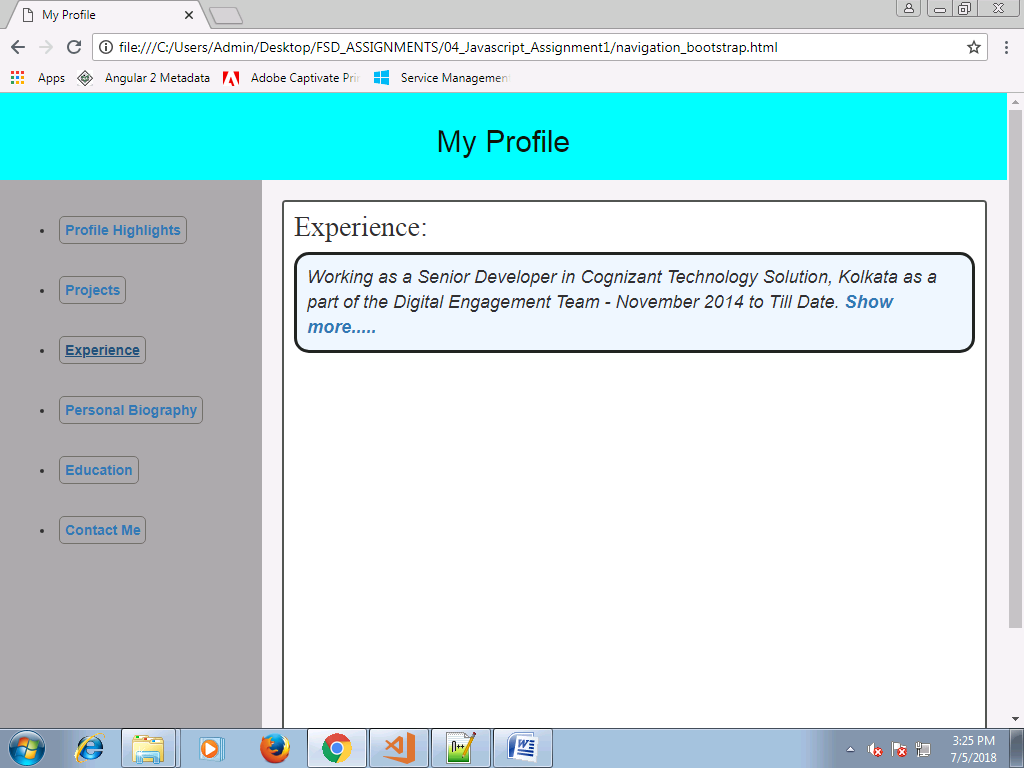 My Profile
file:///C:/Users/Admin/Desktop/FSD_ASSIGNMENTS/04_Javascript_Assignment1/navigation_bootstrap.html
Apps Angular 2 Metadata Adobe Captivate Pri Service Management
My Profile
Profile Highlights
Projects
Experience
Personal Biography
Education
Contact Me
Experience:
Working as a Senior Developer in Cognizant Technology Solution, Kolkata as a
part of the Digital Engagement Team - November 2014 to Till Date. Show
more.....
3:25 PM
7/5/2018